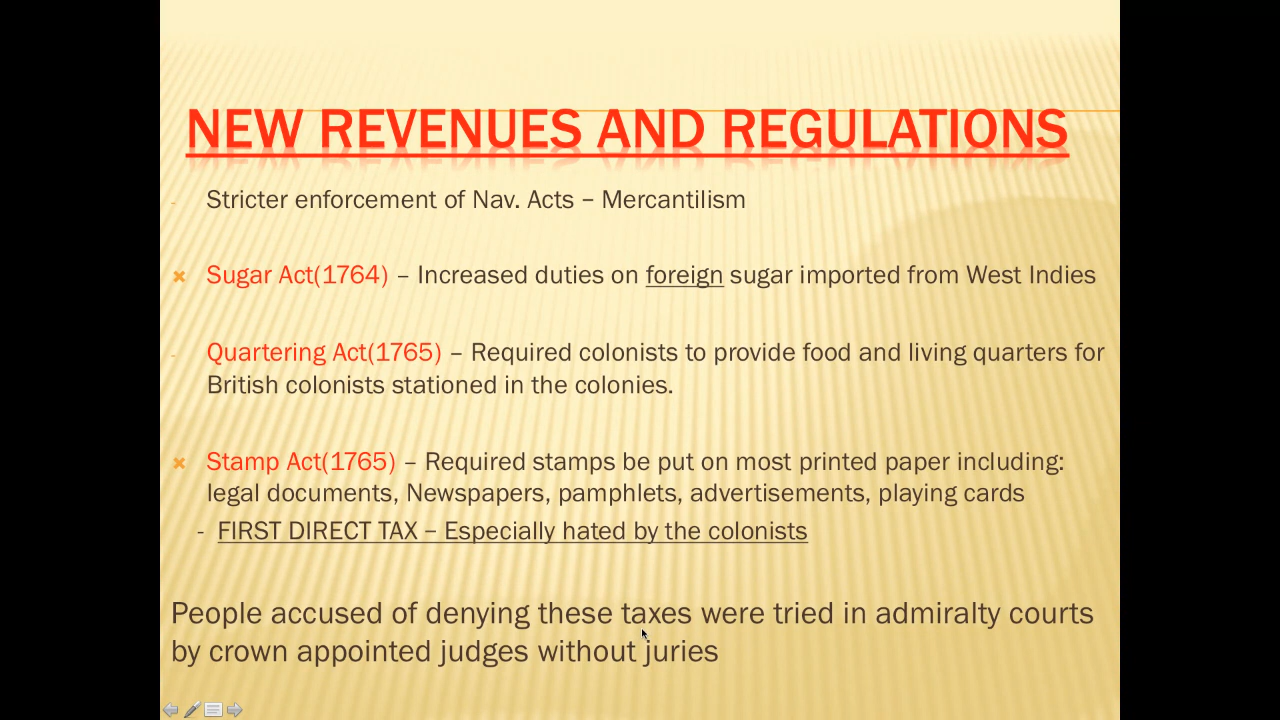 NEW REVENUES AND REGULATIONS
- Stricter enforcement of Nav. Acts – Mercantilism
Sugar Act(1764) – Increased duties on foreign sugar imported from West Indies
- Quartering Act(1765) – Required colonists to provide food and living quarters for
British colonists stationed in the colonies.
Stamp Act(1765) – Required stamps be put on most printed paper including:
legal documents, Newspapers, pamphlets, advertisements, playing cards
- FIRST DIRECT TAX – Especially hated by the colonists
People accused of denying these taxes were tried in admiralty courts
by crown appointed judges without juries